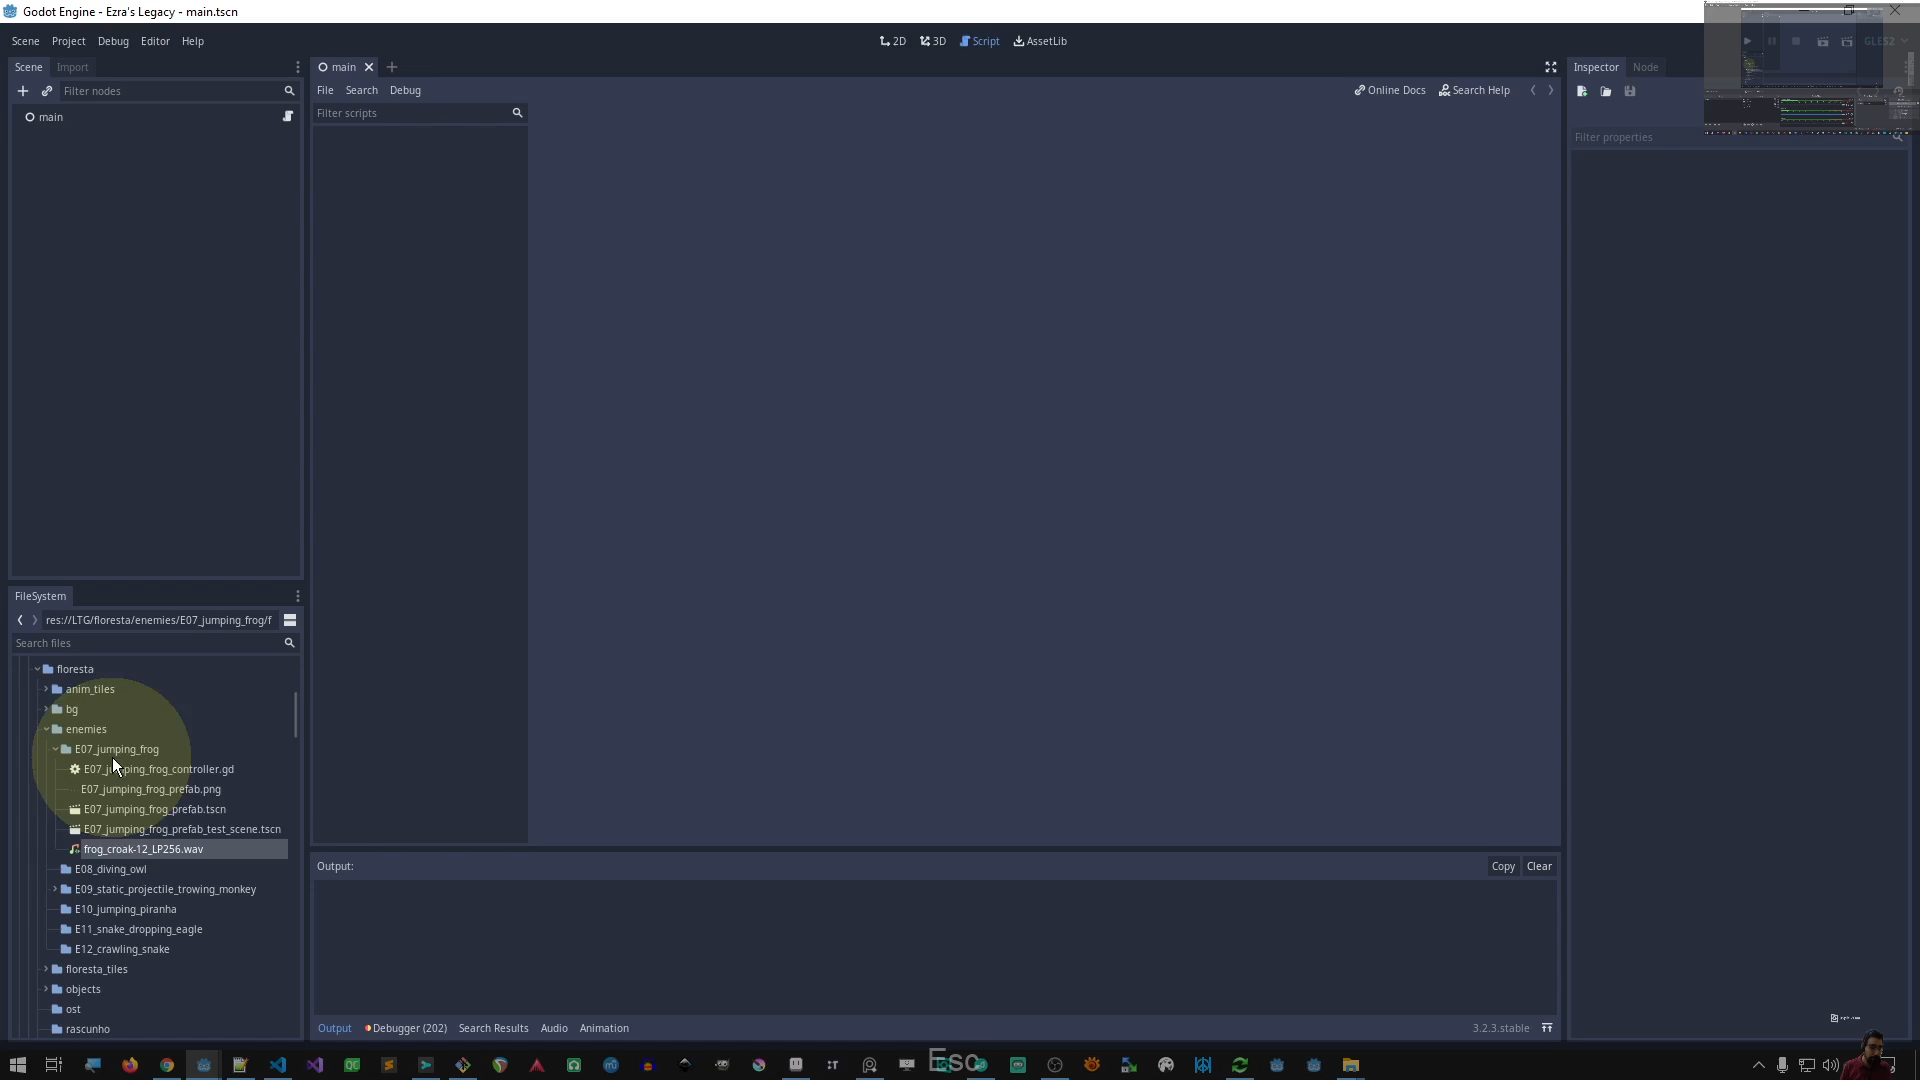 Godot Engine - Ezra's Legacy - main.tscn
Scene Project Debug Editor Help
2D 3D Script AssetLib
GLES2
Scene Import
main
Inspector Node
Filter nodes
File Search Debug
Online Docs Search Help
Filter scripts
main
Filter properties
FileSystem
res://LTG/floresta/enemies/E07_jumping_frog/f
Search files
floresta
anim_tiles
bg
enemies
E07_jumping_frog
E07_jumping_frog_controller.gd
E07_jumping_frog_prefab.png
E07_jumping_frog_prefab.tscn
E07_jumping_frog_prefab_test_scene.tscn
frog_croak-12_LP256.wav
E08_diving_owl
E09_static_projectile_trowing_monkey
E10_jumping_piranha
E11_snake_dropping_eagle
E12_crawling_snake
floresta_tiles
objects
ost
rascunho
Output:
Copy Clear
Output Debugger (202) Search Results Audio Animation
3.2.3.stable
Esc